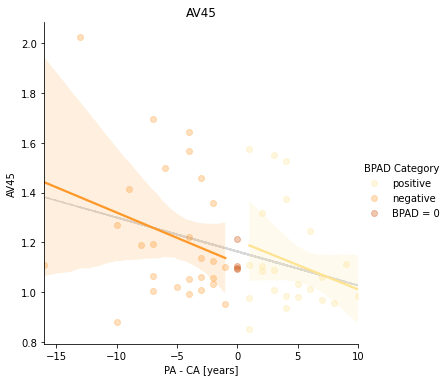 AV45
AV45
2.0
1.8
1.6
1.4
1.2
1.0
0.8
−15
−10
−5
0
5
10
PA - CA [years]
BPAD Category
positive
negative
BPAD = 0